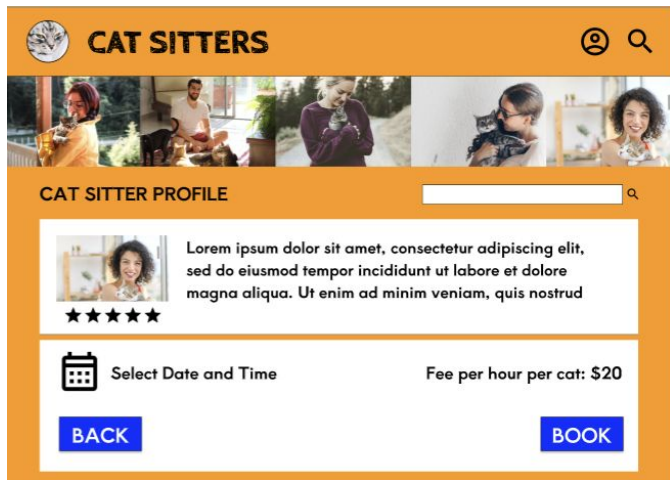 CAT SITTERS
CAT SITTER PROFILE
Lorem ipsum dolor sit amet, consectetur adipiscing elit,
sed do eiusmod tempor incididunt ut labore et dolore
magna aliqua. Ut enim ad minim veniam, quis nostrud
Select Date and Time
Fee per hour per cat: $20
BACK
BOOK